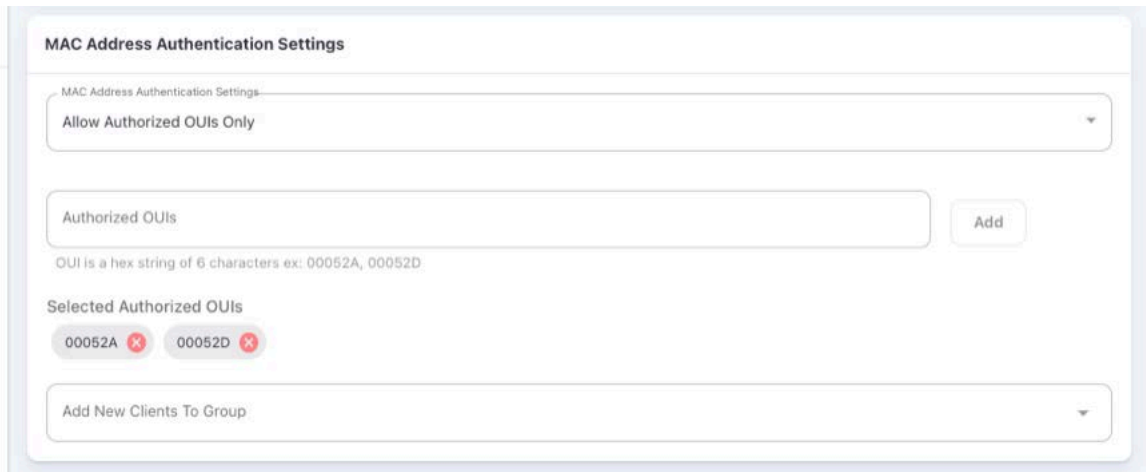 MAC Address Authentication Settings
MAC Address Authentication Settings
Allow Authorized OUIs Only
Authorized OUIs
Add
OUI is a hex string of 6 characters ex: 00052A, 00052D
Selected Authorized OUIs
00052A 00052D
Add New Clients To Group